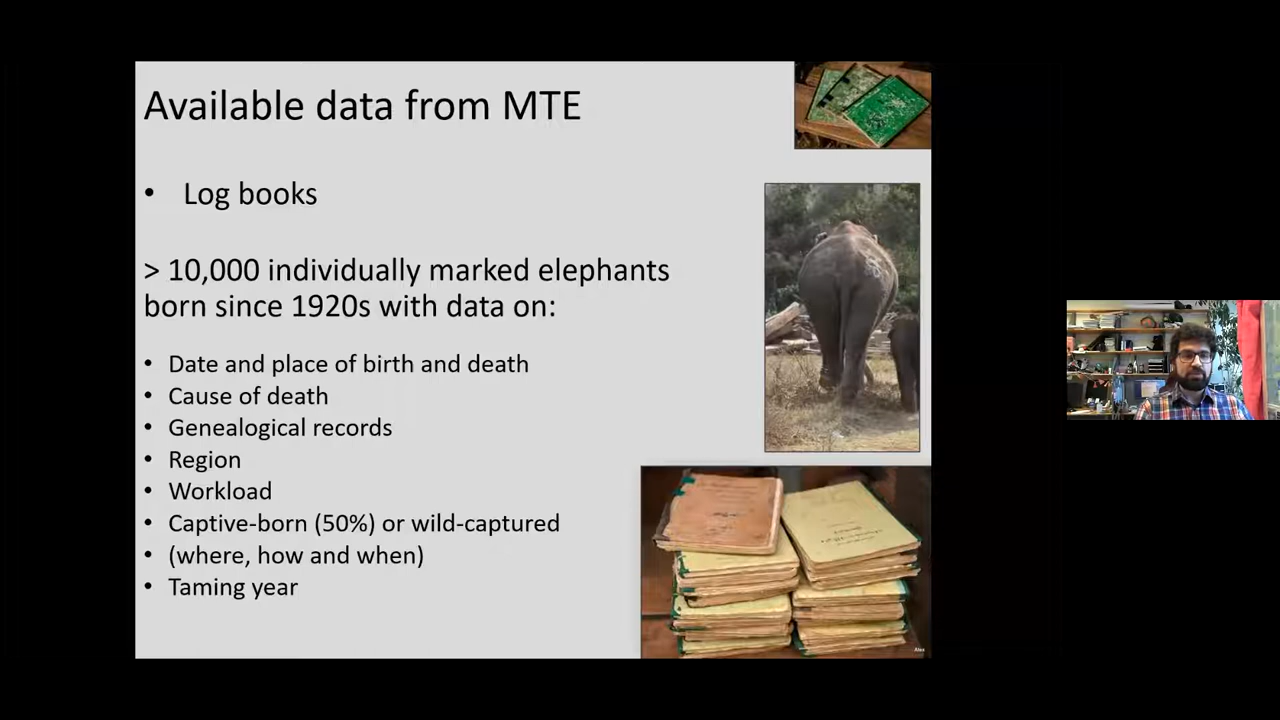 Available data from MTE
• Log books
> 10,000 individually marked elephants
born since 1920s with data on:
• Date and place of birth and death
• Cause of death
• Genealogical records
• Region
• Workload
• Captive-born (50%) or wild-captured
• (where, how and when)
• Taming year
Alex